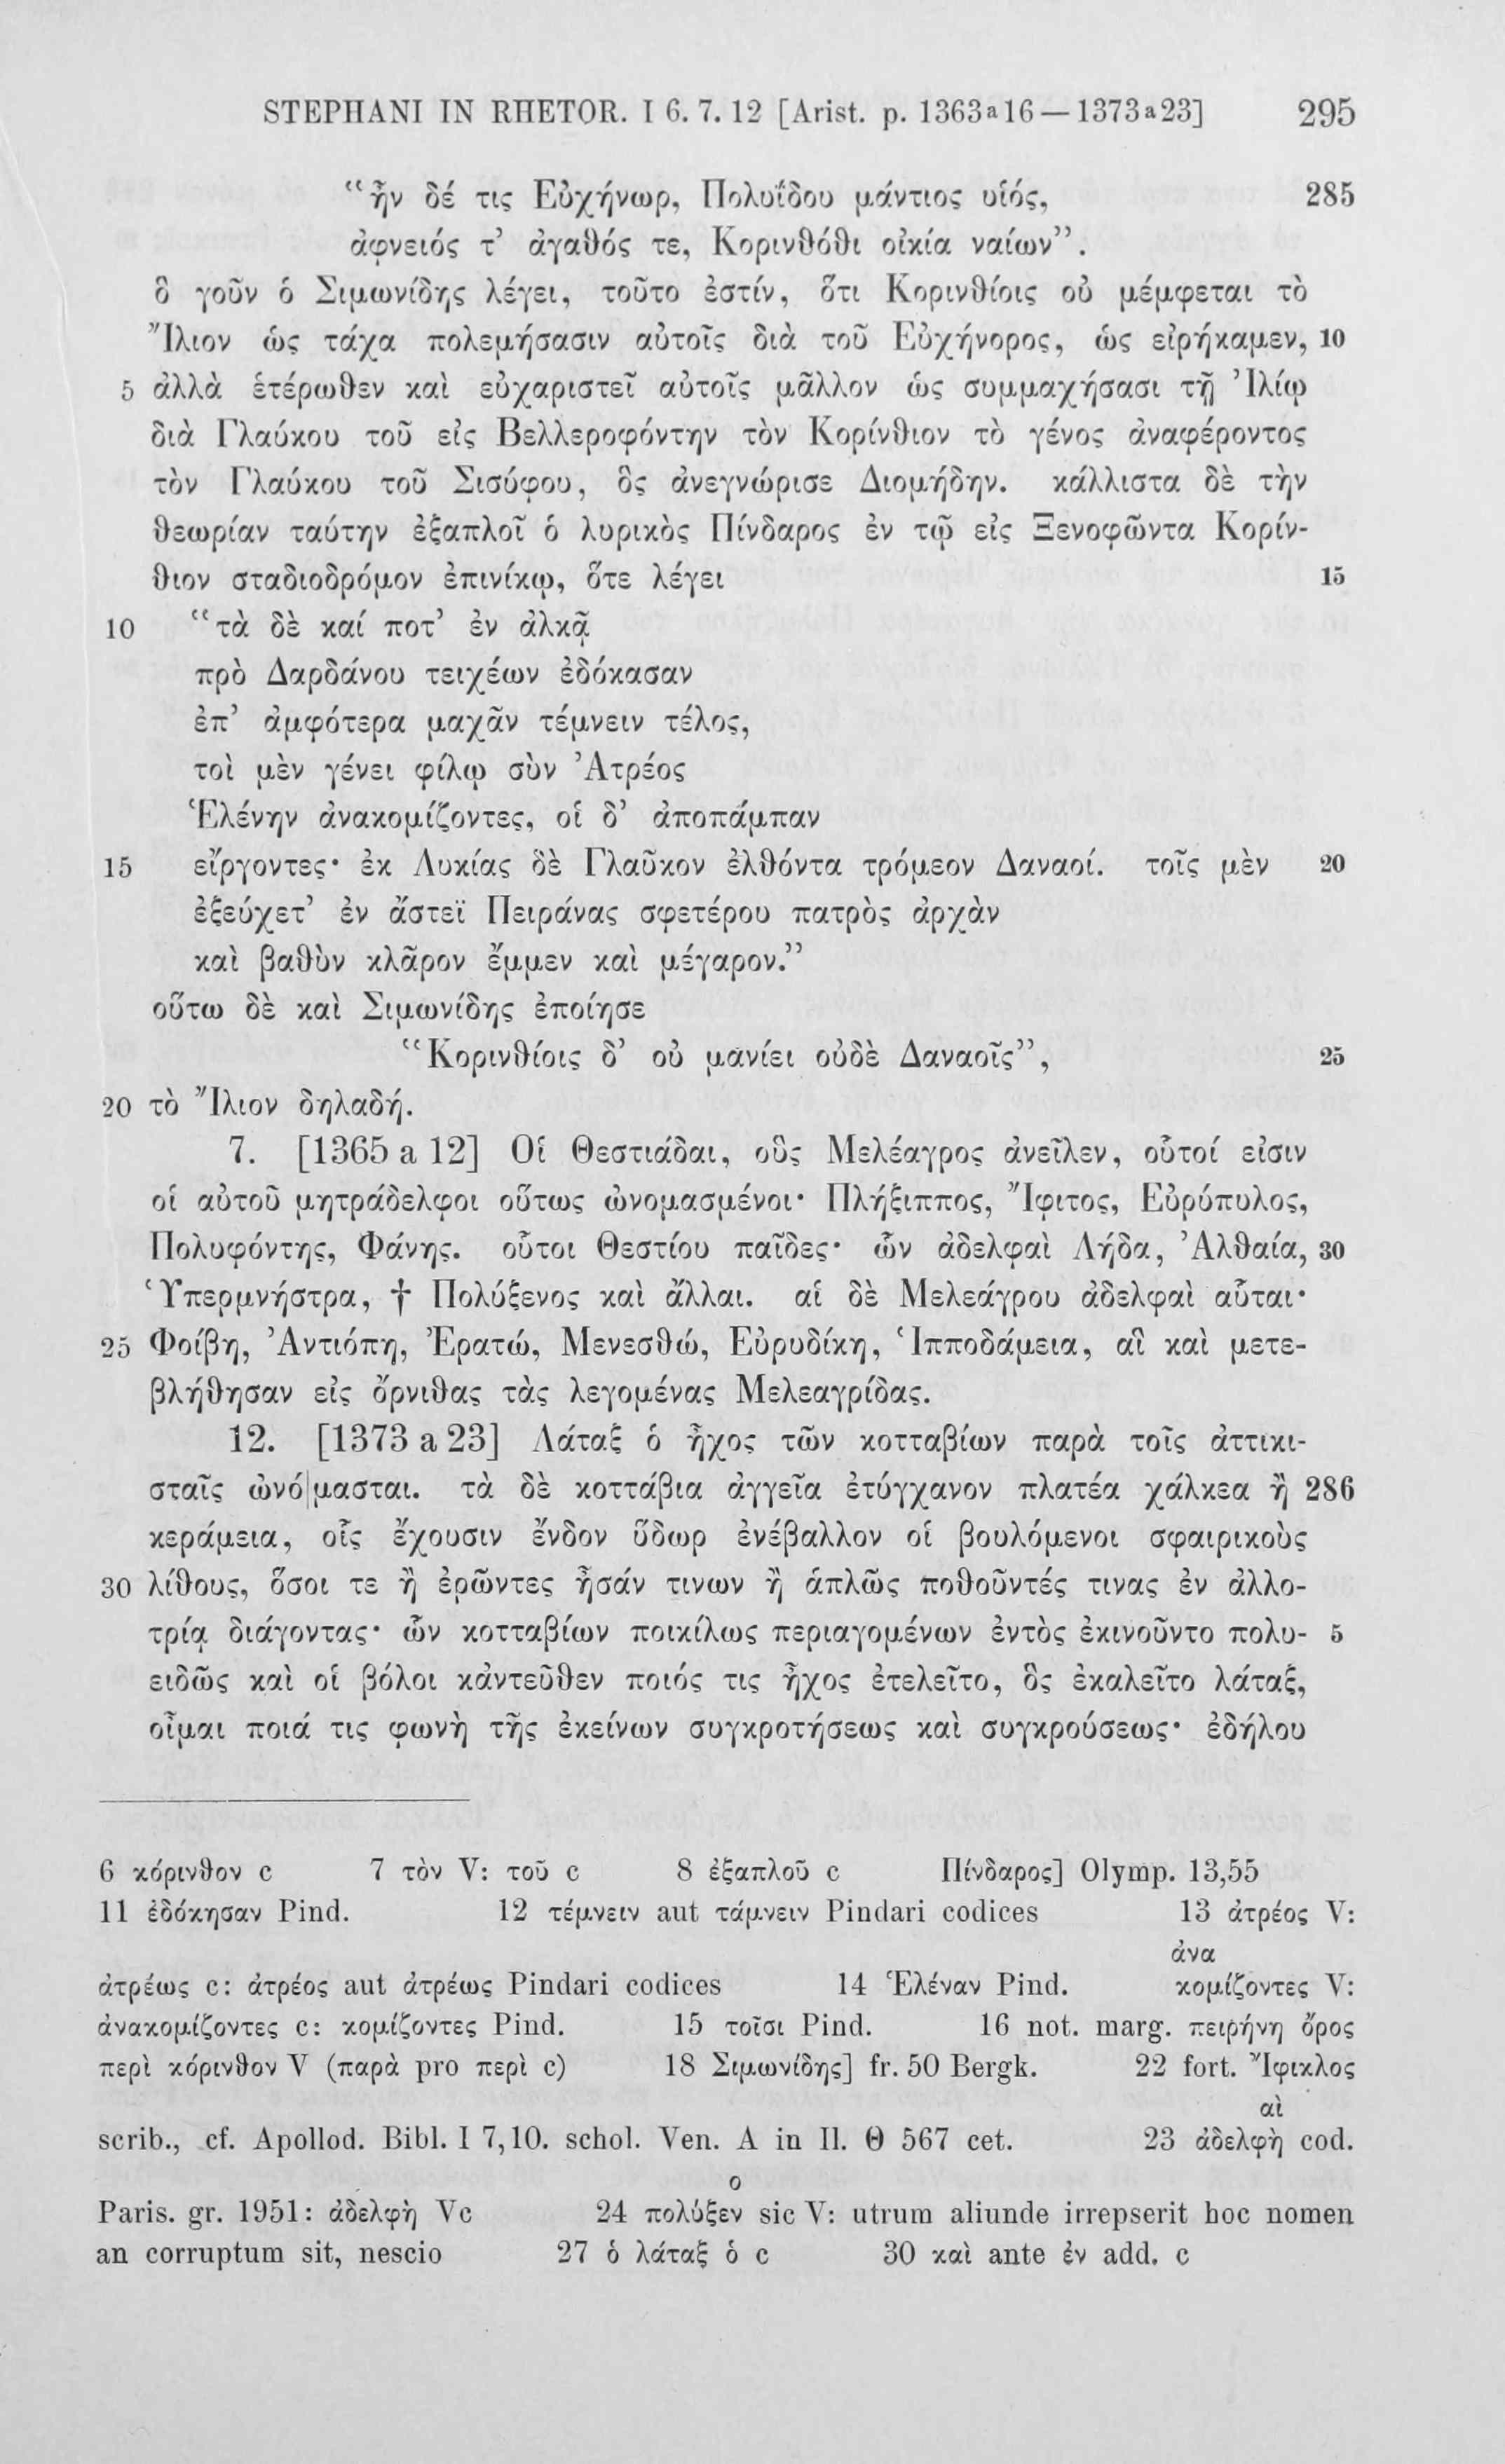 STEPHANI IN RHETOR. I 6. 7. 12 [Arist. p. 1363ª16 — 1373ª23] 295
“ἦν δέ τις Εὐχήνωρ, Πολυΐδου μάντιος υἱός, 285
ἀφνειός τ’ ἀγαθός τε, Κορινθόθι οἰκία ναίων”.
ὃ γοῦν ὁ Σιμωνίδης λέγει, τοῦτο ἐστίν, ὅτι Κορινθίοις οὐ μέμφεται τὸ
Ἴλιον ὡς τάχα πολεμήσασιν αὐτοῖς διὰ τοῦ Εὐχήνορος, ὡς εἰρήκαμεν, 10
5 ἀλλὰ ἑτέρωθεν καὶ εὐχαριστεῖ αὐτοῖς μᾶλλον ὡς συμμαχήσασι τῇ Ἰλίῳ
διὰ Γλαύκου τοῦ εἰς Βελλεροφόντην τὸν Κορίνθιον τὸ γένος ἀναφέροντος
τὸν Γλαύκου τοῦ Σισύφου, ὃς ἀνεγνώρισε Διομήδην. κάλλιστα δὲ τὴν
θεωρίαν ταύτην ἐξαπλοῖ ὁ λυρικὸς Πίνδαρος ἐν τῷ εἰς Ξενοφῶντα Κορίν-
θιον σταδιοδρόμον ἐπινίκῳ, ὅτε λέγει 15
10 “τὰ δὲ καί ποτ’ ἐν ἀλκᾷ
πρὸ Δαρδάνου τειχέων ἐδόκασαν
ἐπ’ ἀμφότερα μαχᾶν τέμνειν τέλος,
τοὶ μὲν γένει φίλῳ σὺν Ἀτρέος
Ἑλένην ἀνακομίζοντες, οἱ δ’ ἀποπάμπαν
15 εἴργοντες· ἐκ Λυκίας δὲ Γλαῦκον ἐλθόντα τρόμεον Δαναοί. τοῖς μὲν 20
ἐξεύχετ’ ἐν ἄστεϊ Πειράνας σφετέρου πατρὸς ἀρχὰν
καὶ βαθὺν κλᾶρον ἔμμεν καὶ μέγαρον.”
οὕτω δὲ καὶ Σιμωνίδης ἐποίησε
“Κορινθίοις δ’ οὐ μανίει οὐδὲ Δαναοῖς”, 25
20 τὸ Ἴλιον δηλαδή.
7. [1365 a 12] Οἱ Θεστιάδαι, οὓς Μελέαγρος ἀνεῖλεν, οὗτοί εἰσιν
οἱ αὐτοῦ μητράδελφοι οὕτως ὠνομασμένοι· Πλήξιππος, Ἴφιτος, Εὐρύπυλος,
Πολυφόντης, Φάνης. οὗτοι Θεστίου παῖδες· ὧν ἀδελφαὶ Λήδα, Ἀλθαία, 30
Ὑπερμνήστρα, † Πολύξενος καὶ ἄλλαι. αἱ δὲ Μελεάγρου ἀδελφαὶ αὗται·
25 Φοίβη, Ἀντιόπη, Ἐρατώ, Μενεσθώ, Εὐρυδίκη, Ἱπποδάμεια, αἳ καὶ μετε-
βλήθησαν εἰς ὄρνιθας τὰς λεγομένας Μελεαγρίδας.
12. [1373 a 23] Λάταξ ὁ ἦχος τῶν κοτταβίων παρὰ τοῖς ἀττικι-
σταῖς ὠνό|μασται. τὰ δὲ κοττάβια ἀγγεῖα ἐτύγχανον πλατέα χάλκεα ἢ 286
κεράμεια, οἷς ἔχουσιν ἔνδον ὕδωρ ἐνέβαλλον οἱ βουλόμενοι σφαιρικοὺς
30 λίθους, ὅσοι τε ἢ ἐρῶντες ἦσάν τινων ἢ ἁπλῶς ποθοῦντές τινας ἐν ἀλλο-
τρίᾳ διάγοντας· ὧν κοτταβίων ποικίλως περιαγομένων ἐντὸς ἐκινοῦντο πολυ- 5
ειδῶς καὶ οἱ βόλοι κἀντεῦθεν ποιός τις ἦχος ἐτελεῖτο, ὃς ἐκαλεῖτο λάταξ,
οἶμαι ποιά τις φωνὴ τῆς ἐκείνων συγκροτήσεως καὶ συγκρούσεως· ἐδήλου
6 κόρινθον c 7 τὸν V: τοῦ c 8 ἐξαπλοῦ c Πίνδαρος] Olymp. 13,55
11 ἐδόκησαν Pind. 12 τέμνειν aut τάμνειν Pindari codices 13 ἀτρέος V:
ἀνα
ἀτρέως c: ἀτρέος aut ἀτρέως Pindari codices 14 Ἑλέναν Pind. κομίζοντες V:
ἀνακομίζοντες c: κομίζοντες Pind. 15 τοῖσι Pind. 16 not. marg. πειρήνη ὄρος
περὶ κόρινθον V (παρὰ pro περὶ c) 18 Σιμωνίδης] fr. 50 Bergk. 22 fort. Ἴφικλος
αὶ
scrib., cf. Apollod. Bibl. I 7,10. schol. Ven. A in Il. Θ 567 cet. 23 ἀδελφὴ cod.
ο
Paris. gr. 1951: ἀδελφὴ Vc 24 πολύξεν sic V: utrum aliunde irrepserit hoc nomen
an corruptum sit, nescio 27 ὁ λάταξ ὁ c 30 καὶ ante ἐν add. c